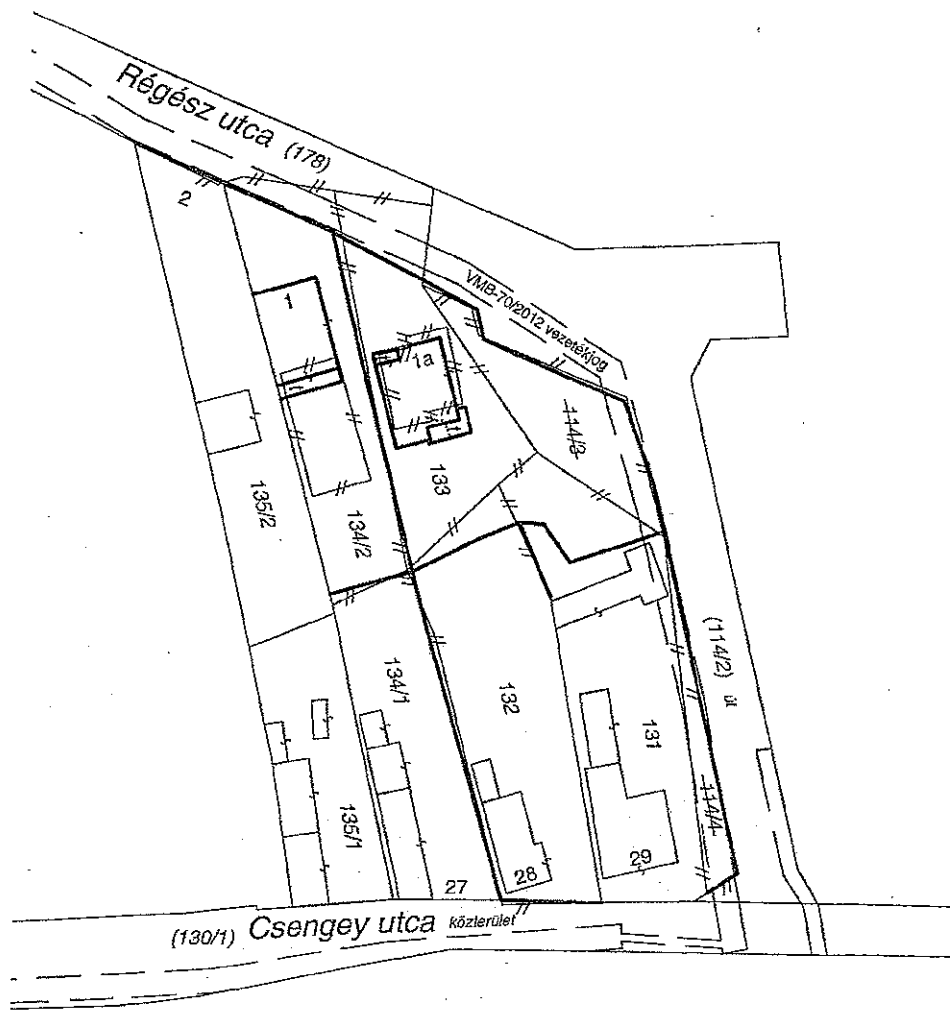 Régész utca (178)
2
VMB-70/2012 vezetékjog
1
1a
114/3
133
135/2
134/2
(114/2) út
134/1
132
131
114/4
135/1
29
28
27
(130/1) Csengey utca közterület